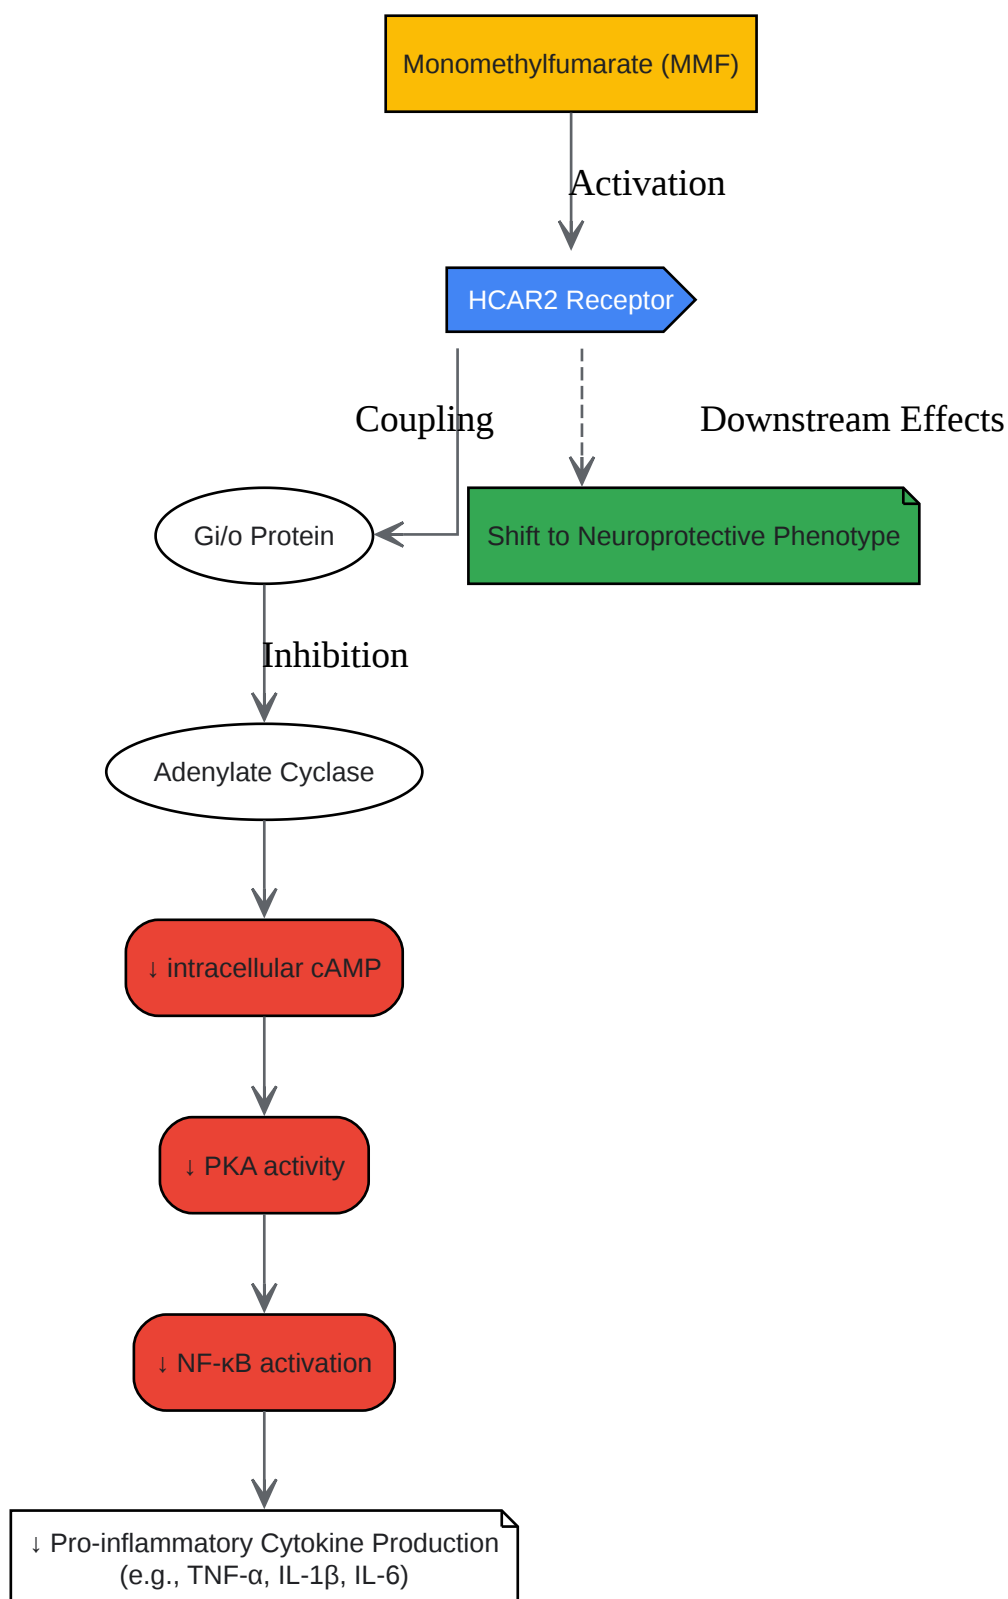 Monomethylfumarate (MMF)
Activation
HCAR2 Receptor
Coupling
Downstream Effects
Gi/o Protein
Shift to Neuroprotective Phenotype
Inhibition
Adenylate Cyclase
↓ intracellular cAMP
↓ PKA activity
↓ NF-κB activation
↓ Pro-inflammatory Cytokine Production
(e.g., TNF-α, IL-1β, IL-6)